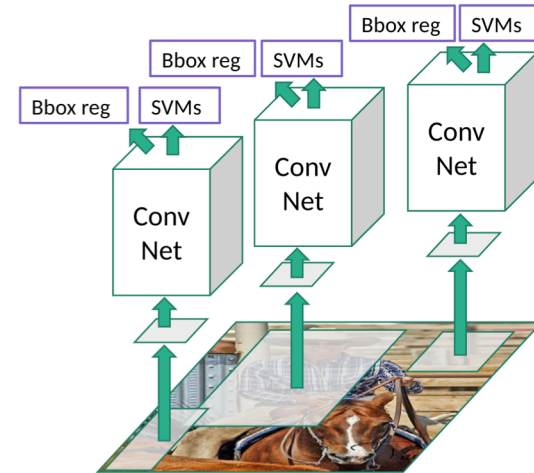 Bbox reg SVMs
Bbox reg SVMs
Bbox reg SVMs
Conv
Net
Conv
Net
Conv
Net